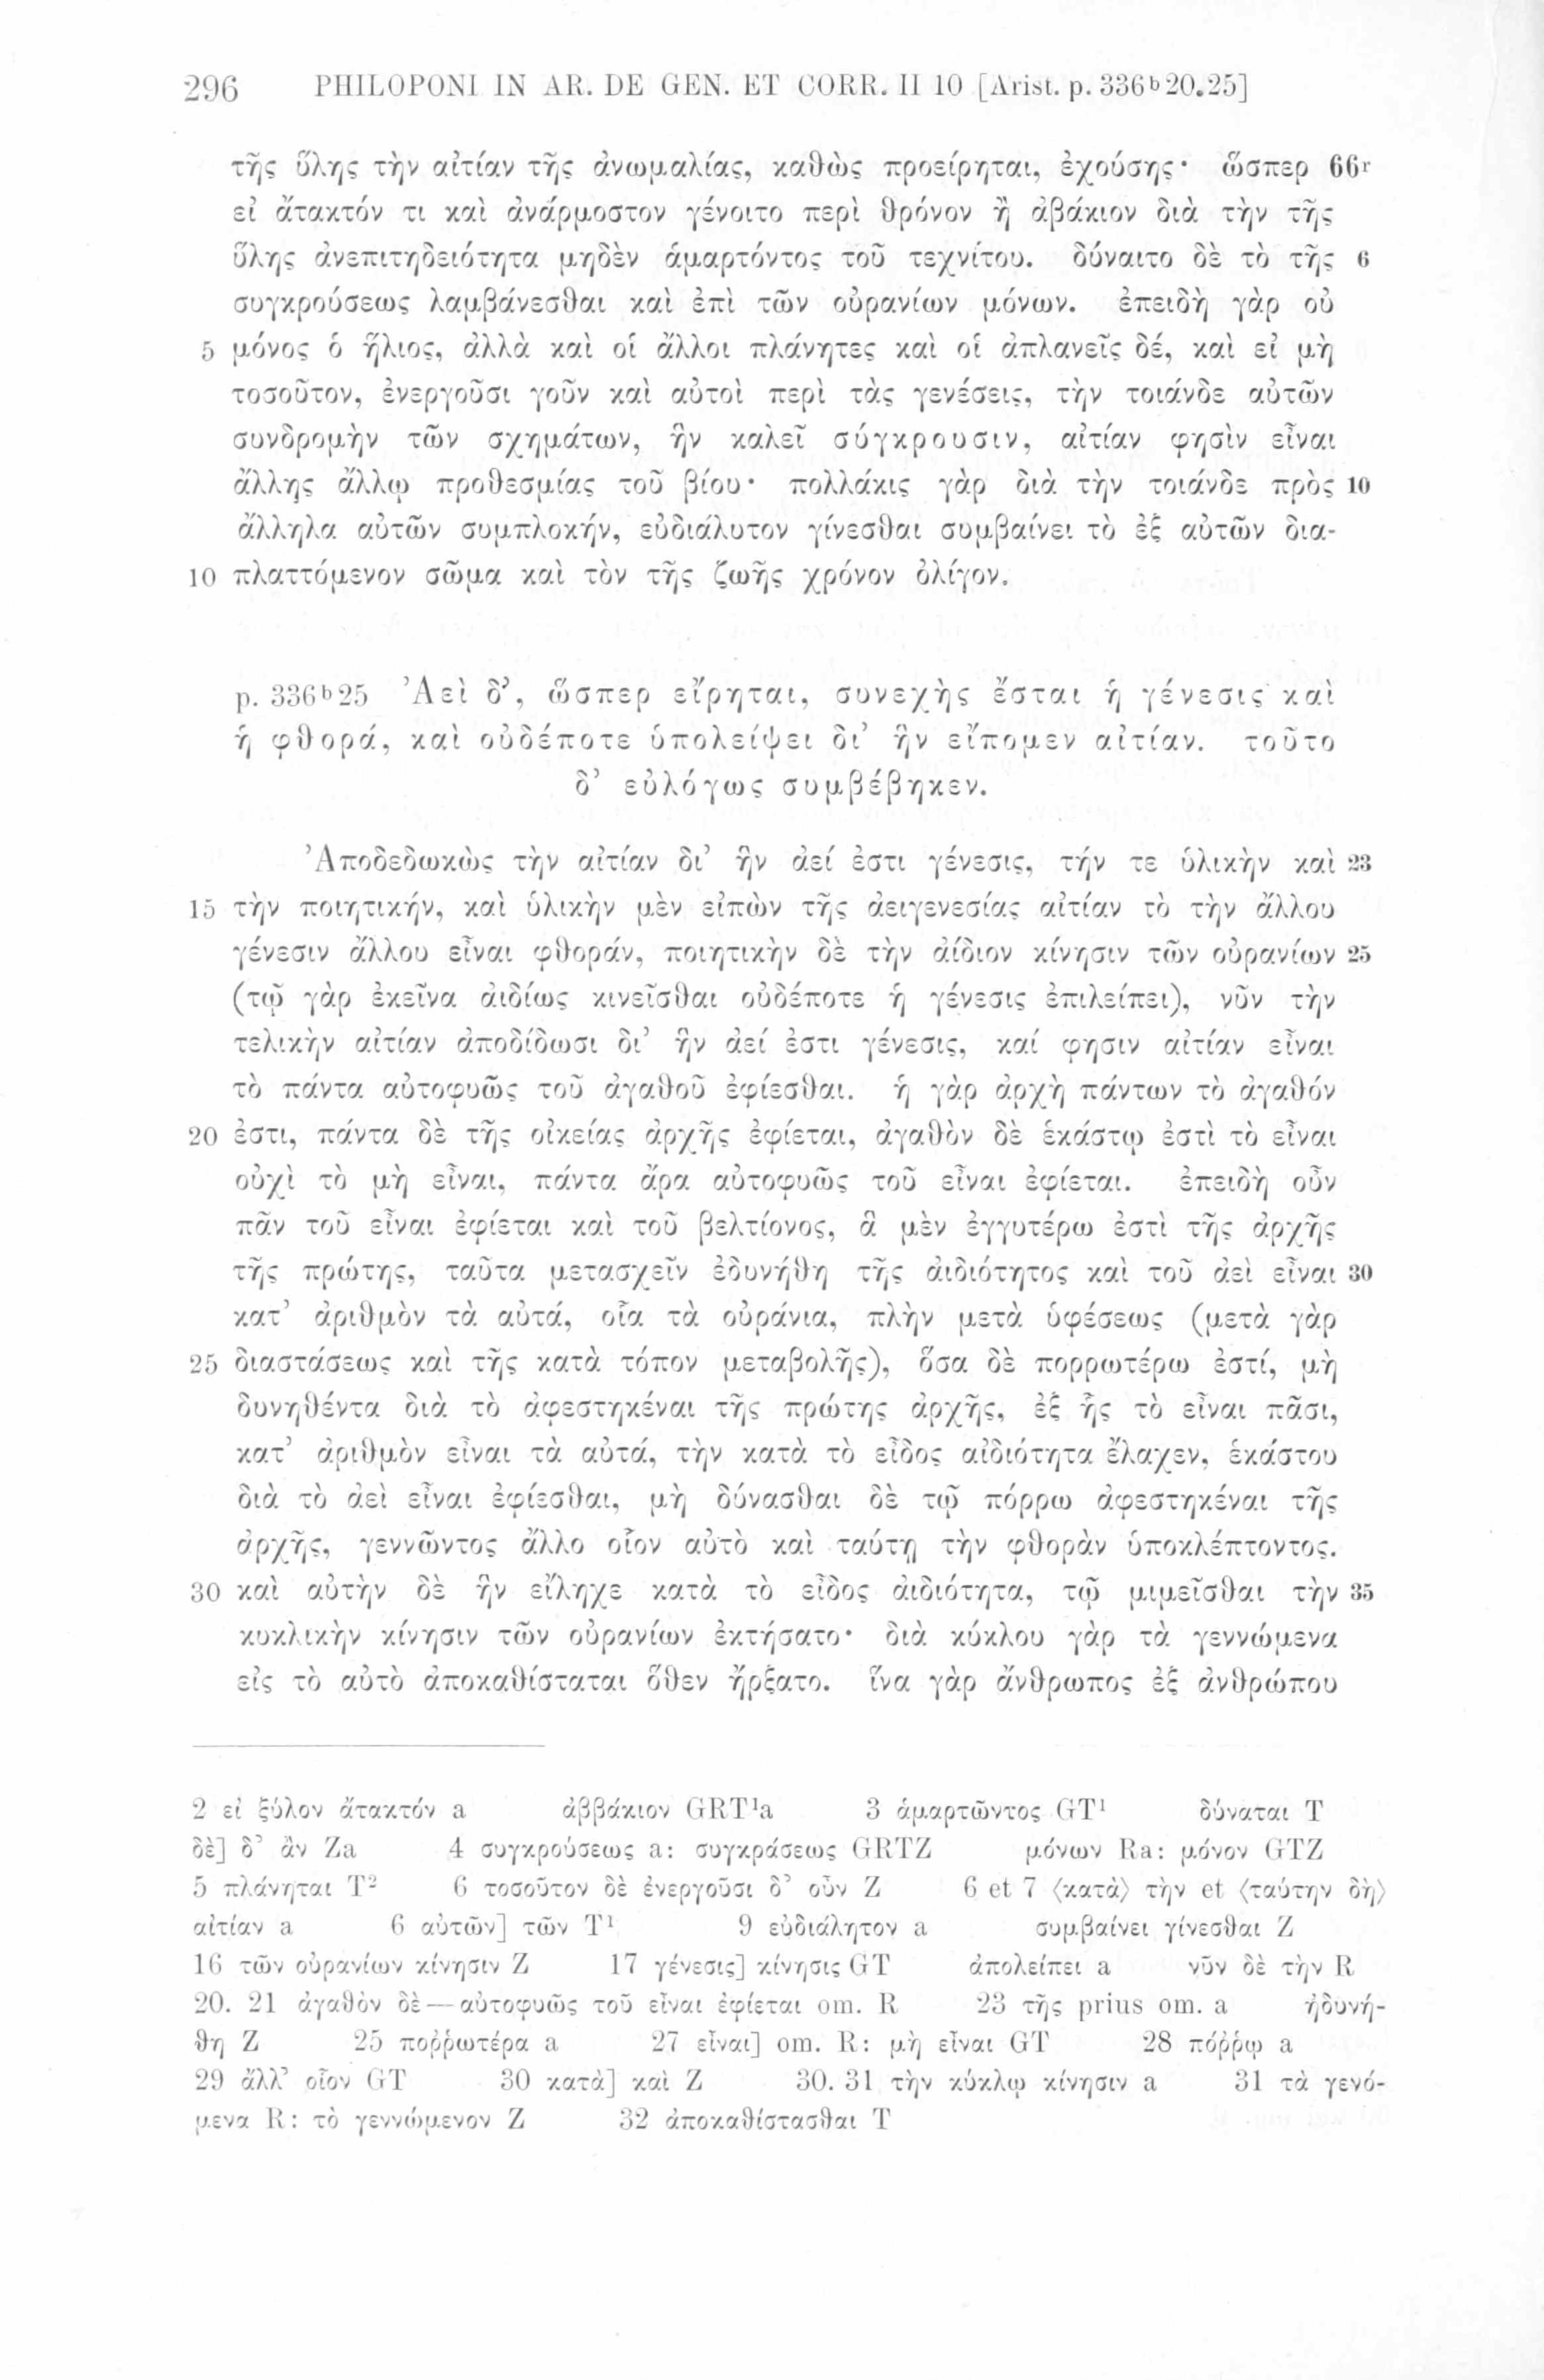 296 PHILOPONI IN AR. DE GEN. ET CORR. II 10 [Arist. p. 336b20.25]
τῆς ὕλης τὴν αἰτίαν τῆς ἀνωμαλίας, καθὼς προείρηται, ἐχούσης· ὥσπερ 66r
εἰ ἄτακτόν τι καὶ ἀνάρμοστον γένοιτο περὶ θρόνον ἢ ἀβάκιον διὰ τὴν τῆς
ὕλης ἀνεπιτηδειότητα μηδὲν ἁμαρτόντος τοῦ τεχνίτου. δύναιτο δὲ τὸ τῆς 6
συγκρούσεως λαμβάνεσθαι καὶ ἐπὶ τῶν οὐρανίων μόνων. ἐπειδὴ γὰρ οὐ
5 μόνος ὁ ἥλιος, ἀλλὰ καὶ οἱ ἄλλοι πλάνητες καὶ οἱ ἀπλανεῖς δέ, καὶ εἰ μὴ
τοσοῦτον, ἐνεργοῦσι γοῦν καὶ αὐτοὶ περὶ τὰς γενέσεις, τὴν τοιάνδε αὐτῶν
συνδρομὴν τῶν σχημάτων, ἣν καλεῖ σύγκρουσιν, αἰτίαν φησὶν εἶναι
ἄλλης ἄλλῳ προθεσμίας τοῦ βίου· πολλάκις γὰρ διὰ τὴν τοιάνδε πρὸς 10
ἄλληλα αὐτῶν συμπλοκήν, εὐδιάλυτον γίνεσθαι συμβαίνει τὸ ἐξ αὐτῶν δια-
10 πλαττόμενον σῶμα καὶ τὸν τῆς ζωῆς χρόνον ὀλίγον.
p. 336b25 Ἀεὶ δ’, ὥσπερ εἴρηται, συνεχὴς ἔσται ἡ γένεσις καὶ
ἡ φθορά, καὶ οὐδέποτε ὑπολείψει δι’ ἣν εἴπομεν αἰτίαν. τοῦτο
δ’ εὐλόγως συμβέβηκεν.
Ἀποδεδωκὼς τὴν αἰτίαν δι’ ἣν ἀεί ἐστι γένεσις, τήν τε ὑλικὴν καὶ 23
15 τὴν ποιητικήν, καὶ ὑλικὴν μὲν εἰπὼν τῆς ἀειγενεσίας αἰτίαν τὸ τὴν ἄλλου
γένεσιν ἄλλου εἶναι φθοράν, ποιητικὴν δὲ τὴν ἀίδιον κίνησιν τῶν οὐρανίων 25
(τῷ γὰρ ἐκεῖνα ἀιδίως κινεῖσθαι οὐδέποτε ἡ γένεσις ἐπιλείπει), νῦν τὴν
τελικὴν αἰτίαν ἀποδίδωσι δι’ ἣν ἀεί ἐστι γένεσις, καί φησιν αἰτίαν εἶναι
τὸ πάντα αὐτοφυῶς τοῦ ἀγαθοῦ ἐφίεσθαι. ἡ γὰρ ἀρχὴ πάντων τὸ ἀγαθόν
20 ἐστι, πάντα δὲ τῆς οἰκείας ἀρχῆς ἐφίεται, ἀγαθὸν δὲ ἑκάστῳ ἐστὶ τὸ εἶναι
οὐχὶ τὸ μὴ εἶναι, πάντα ἄρα αὐτοφυῶς τοῦ εἶναι ἐφίεται. ἐπειδὴ οὖν
πᾶν τοῦ εἶναι ἐφίεται καὶ τοῦ βελτίονος, ἃ μὲν ἐγγυτέρω ἐστὶ τῆς ἀρχῆς
τῆς πρώτης, ταῦτα μετασχεῖν ἐδυνήθη τῆς ἀιδιότητος καὶ τοῦ ἀεὶ εἶναι 30
κατ’ ἀριθμὸν τὰ αὐτά, οἷα τὰ οὐράνια, πλὴν μετὰ ὑφέσεως (μετὰ γὰρ
25 διαστάσεως καὶ τῆς κατὰ τόπον μεταβολῆς), ὅσα δὲ πορρωτέρω ἐστί, μὴ
δυνηθέντα διὰ τὸ ἀφεστηκέναι τῆς πρώτης ἀρχῆς, ἐξ ἧς τὸ εἶναι πᾶσι,
κατ’ ἀριθμὸν εἶναι τὰ αὐτά, τὴν κατὰ τὸ εἶδος αἰδιότητα ἔλαχεν, ἑκάστου
διὰ τὸ ἀεὶ εἶναι ἐφίεσθαι, μὴ δύνασθαι δὲ τῷ πόρρω ἀφεστηκέναι τῆς
ἀρχῆς, γεννῶντος ἄλλο οἷον αὐτὸ καὶ ταύτῃ τὴν φθορὰν ὑποκλέπτοντος.
30 καὶ αὐτὴν δὲ ἣν εἴληχε κατὰ τὸ εἶδος ἀιδιότητα, τῷ μιμεῖσθαι τὴν 35
κυκλικὴν κίνησιν τῶν οὐρανίων ἐκτήσατο· διὰ κύκλου γὰρ τὰ γεννώμενα
εἰς τὸ αὐτὸ ἀποκαθίσταται ὅθεν ἤρξατο. ἵνα γὰρ ἄνθρωπος ἐξ ἀνθρώπου
2 εἰ ξύλον ἄτακτόν a ἀββάκιον GRT¹a 3 ἁμαρτῶντος GT¹ δύναται T
δὲ] δ’ ἂν Za 4 συγκρούσεως a: συγκράσεως GRTZ μόνων Ra: μόνον GTZ
5 πλάνηται T² 6 τοσοῦτον δὲ ἐνεργοῦσι δ’ οὖν Z 6 et 7 ⟨κατὰ⟩ τὴν et ⟨ταύτην δὴ⟩
αἰτίαν a 6 αὐτῶν] τῶν T¹ 9 εὐδιάλητον a συμβαίνει γίνεσθαι Z
16 τῶν οὐρανίων κίνησιν Z 17 γένεσις] κίνησις GT ἀπολείπει a νῦν δὲ τὴν R
20. 21 ἀγαθὸν δὲ—αὐτοφυῶς τοῦ εἶναι ἐφίεται om. R 23 τῆς prius om. a ἠδυνή-
θη Z 25 ποῤῥωτέρα a 27 εἶναι] om. R: μὴ εἶναι GT 28 πόῤῥῳ a
29 ἄλλ’ οἷον GT 30 κατὰ] καὶ Z 30. 31 τὴν κύκλῳ κίνησιν a 31 τὰ γενό-
μενα R: τὸ γεννώμενον Z 32 ἀποκαθίστασθαι T